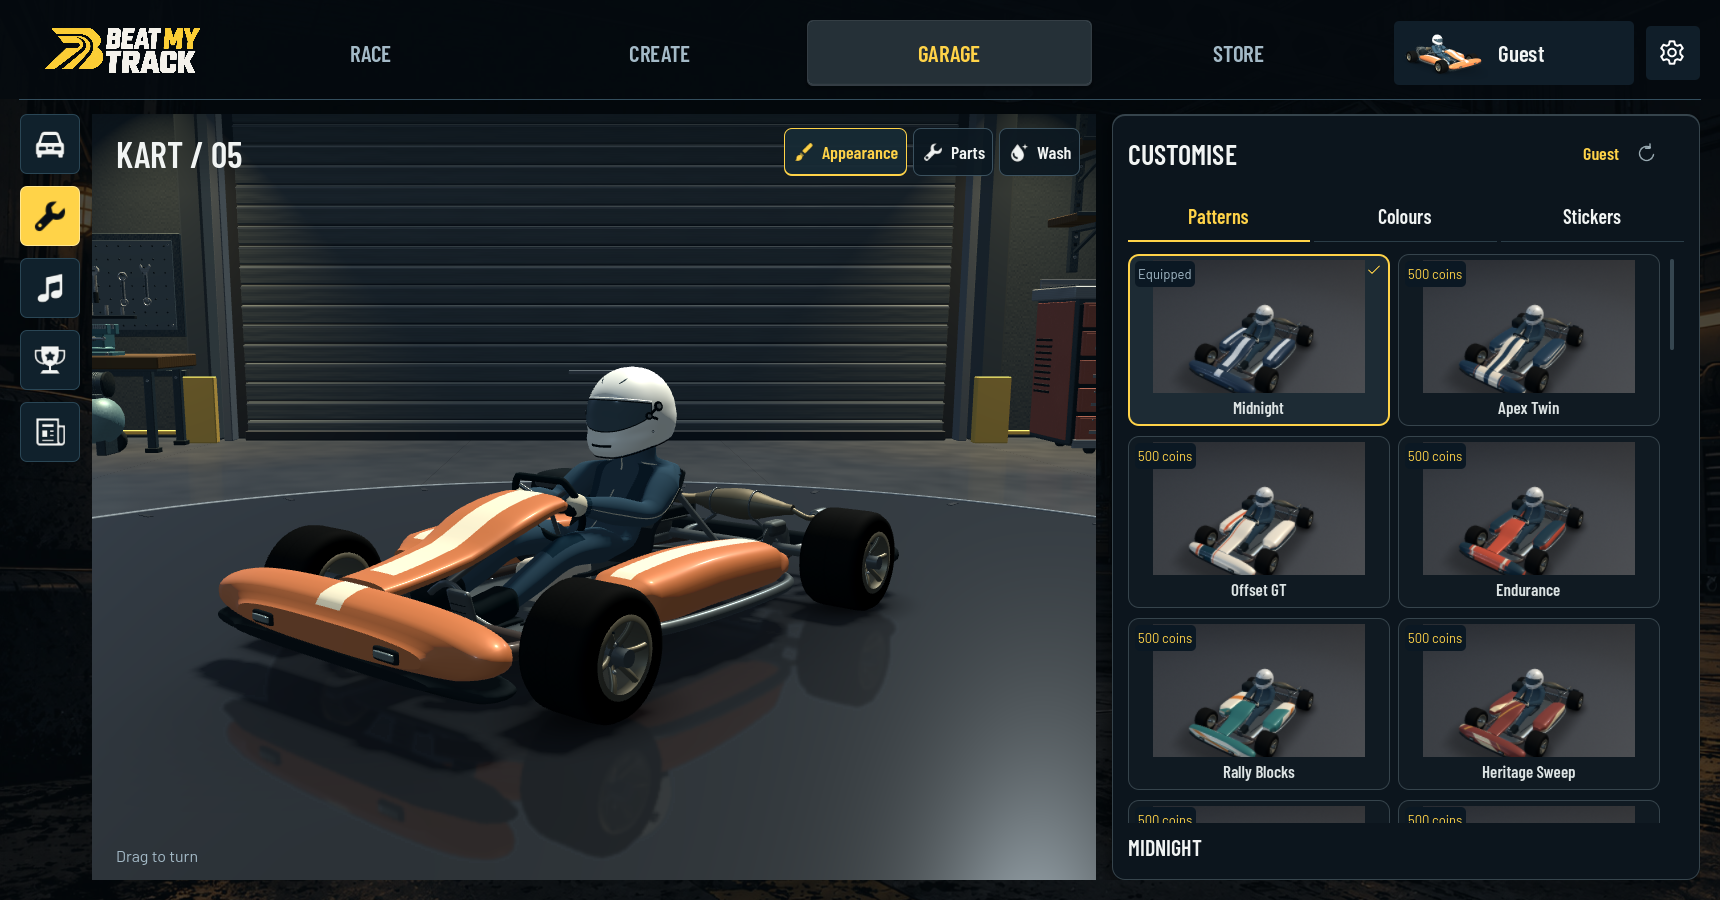 BEAT MY
TRACK
RACE
CREATE
GARAGE
STORE
Guest
KART / 05
Appearance
Parts
Wash
CUSTOMISE
Guest
Patterns
Colours
Stickers
Equipped
Midnight
500 coins
Apex Twin
500 coins
Offset GT
500 coins
Endurance
500 coins
Rally Blocks
500 coins
Heritage Sweep
500 coins
500 coins
MIDNIGHT
Drag to turn